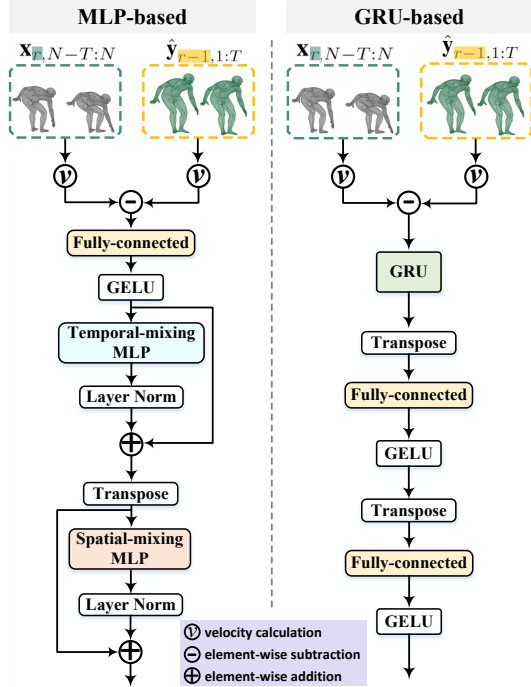 MLP-based
x_{r,N−T:N}
ŷ_{r−1,1:T}
v
v
−
Fully-connected
GELU
Temporal-mixing
MLP
Layer Norm
+
Transpose
Spatial-mixing
MLP
Layer Norm
+
GRU-based
x_{r,N−T:N}
ŷ_{r−1,1:T}
v
v
−
GRU
Transpose
Fully-connected
GELU
Transpose
Fully-connected
GELU
v velocity calculation
− element-wise subtraction
+ element-wise addition